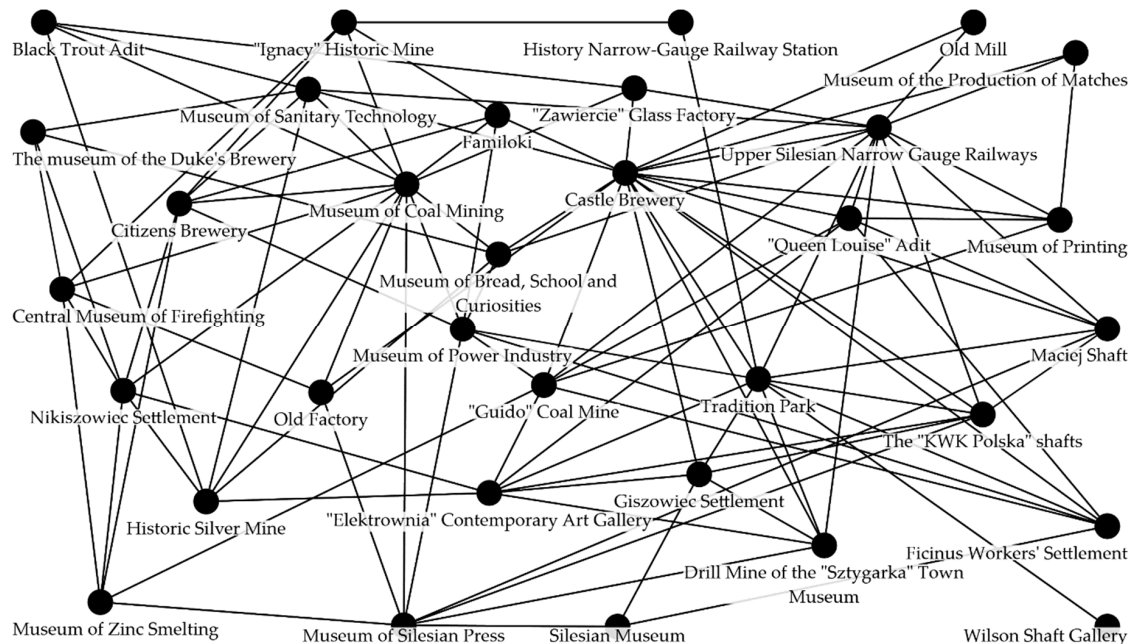 Black Trout Adit
"Ignacy" Historic Mine
History Narrow-Gauge Railway Station
Old Mill
Museum of the Production of Matches
Museum of Sanitary Technology
"Zawiercie" Glass Factory
Familoki
The museum of the Duke's Brewery
Upper Silesian Narrow Gauge Railways
Castle Brewery
Museum of Coal Mining
Citizens Brewery
"Queen Louise" Adit
Museum of Printing
Museum of Bread, School and
Curiosities
Central Museum of Firefighting
Museum of Power Industry
Maciej Shaft
Nikiszowiec Settlement
Old Factory
"Guido" Coal Mine
Tradition Park
The "KWK Polska" shafts
Giszowiec Settlement
Historic Silver Mine
"Elektrownia" Contemporary Art Gallery
Ficinus Workers' Settlement
Drill Mine of the "Sztygarka" Town
Museum
Museum of Zinc Smelting
Museum of Silesian Press
Silesian Museum
Wilson Shaft Gallery